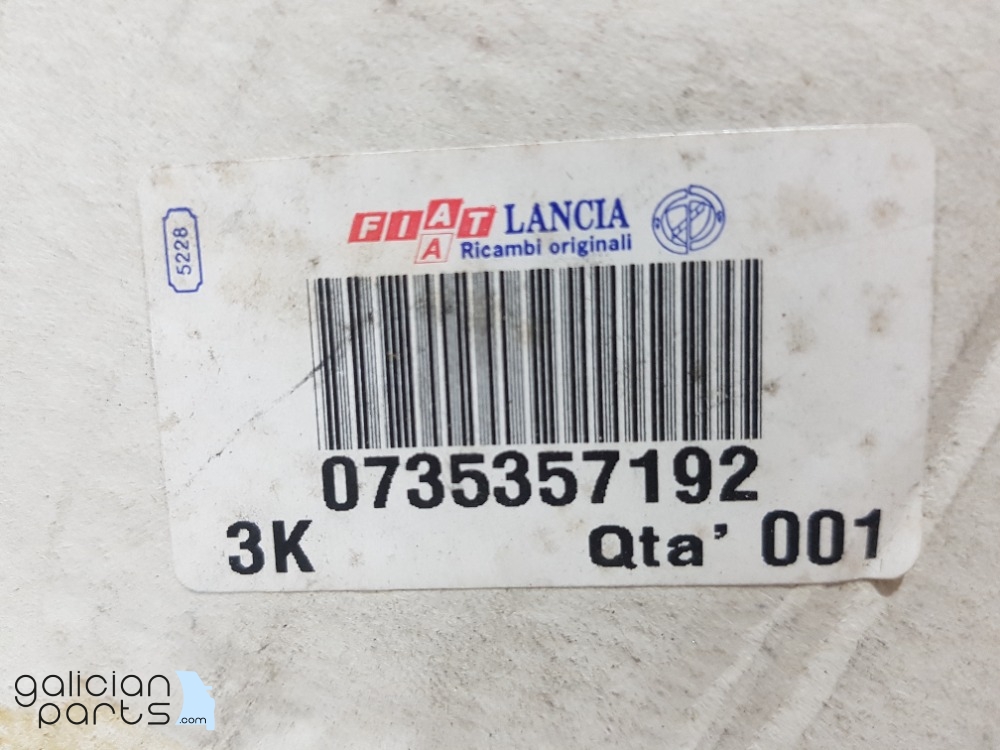 5228
FIAT LANCIA
A Ricambi originali
0735357192
3K Qta' 001
galician
parts.com